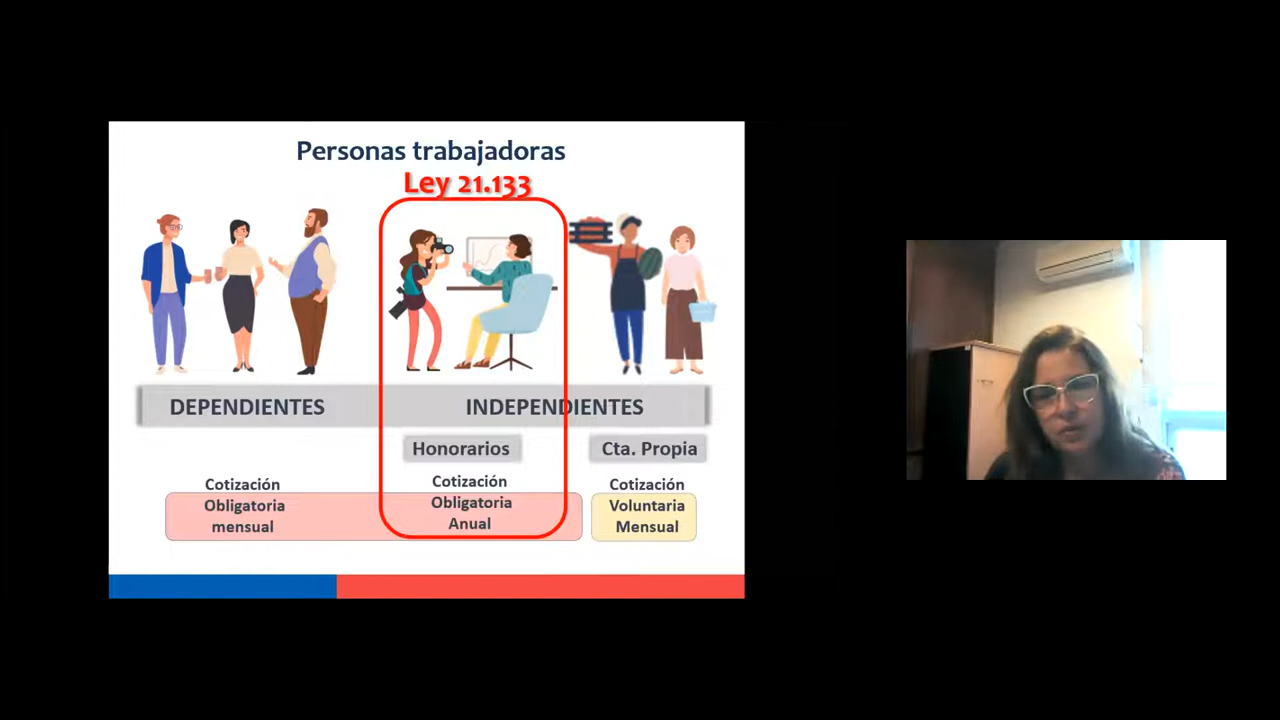 Personas trabajadoras
Ley 21.133
DEPENDIENTES
INDEPENDIENTES
Honorarios
Cta. Propia
Cotización
Obligatoria
mensual
Cotización
Obligatoria
Anual
Cotización
Voluntaria
Mensual